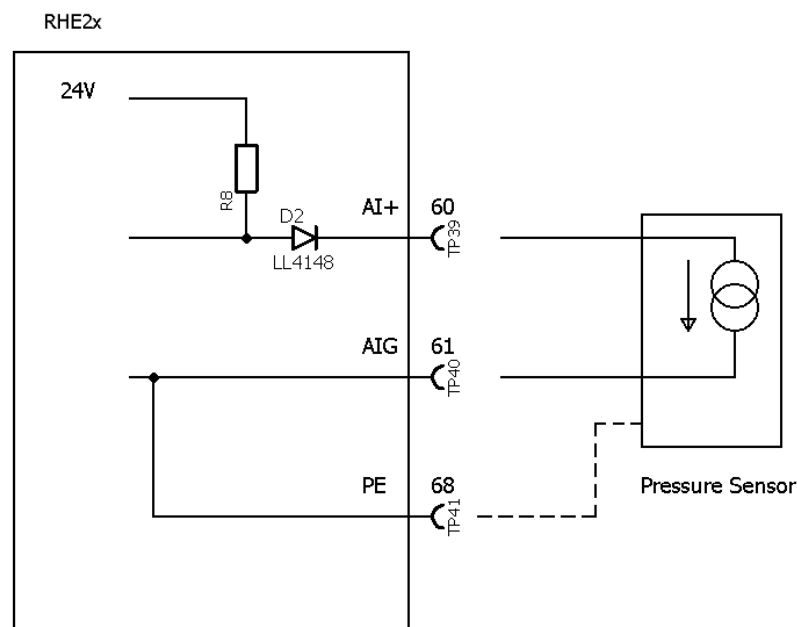 RHE2x
24V
R8
D2
LL4148
AI+
60
TP39
AIG
61
TP40
PE
68
TP41
Pressure Sensor